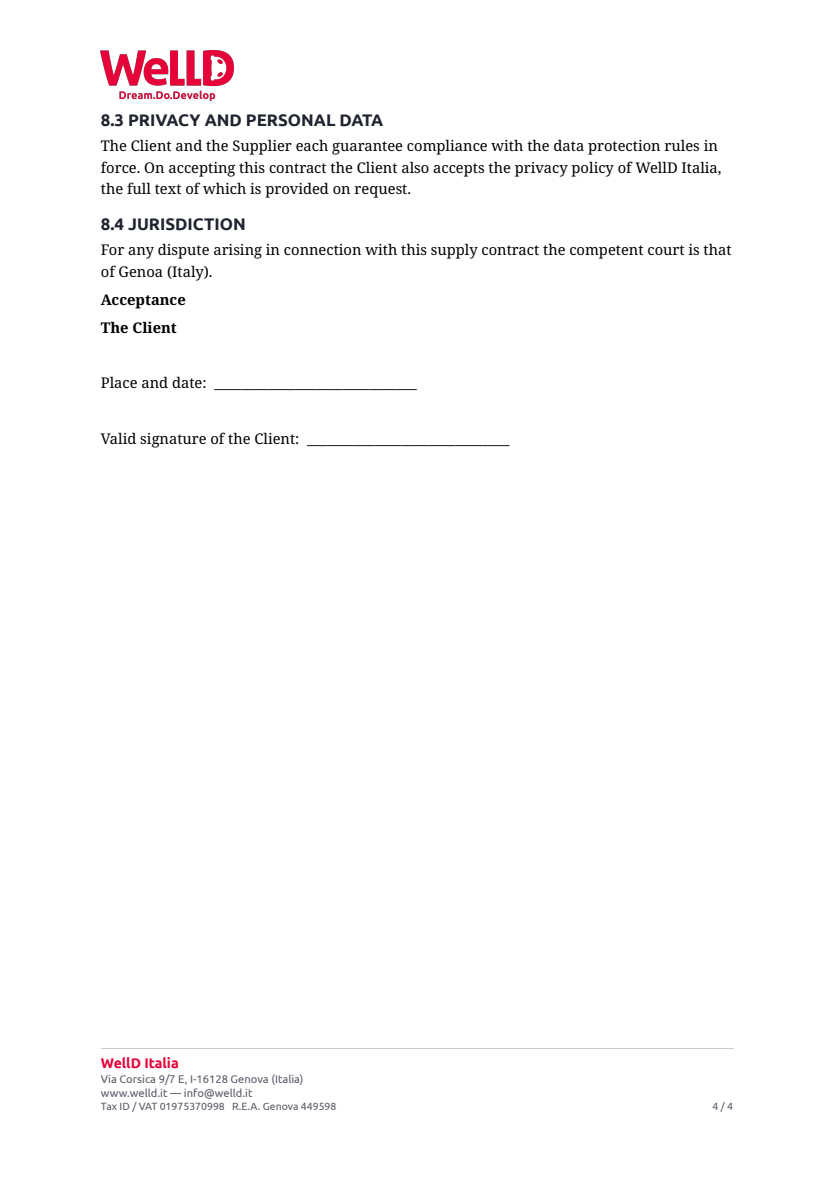 WellD
Dream.Do.Develop
8.3 PRIVACY AND PERSONAL DATA
The Client and the Supplier each guarantee compliance with the data protection rules in
force. On accepting this contract the Client also accepts the privacy policy of WellD Italia,
the full text of which is provided on request.
8.4 JURISDICTION
For any dispute arising in connection with this supply contract the competent court is that
of Genoa (Italy).
Acceptance
The Client
Place and date: ____________________________
Valid signature of the Client: ____________________________
WellD Italia
Via Corsica 9/7 E, I-16128 Genova (Italia)
www.welld.it — info@welld.it
Tax ID / VAT 01975370998 R.E.A. Genova 449598
4 / 4